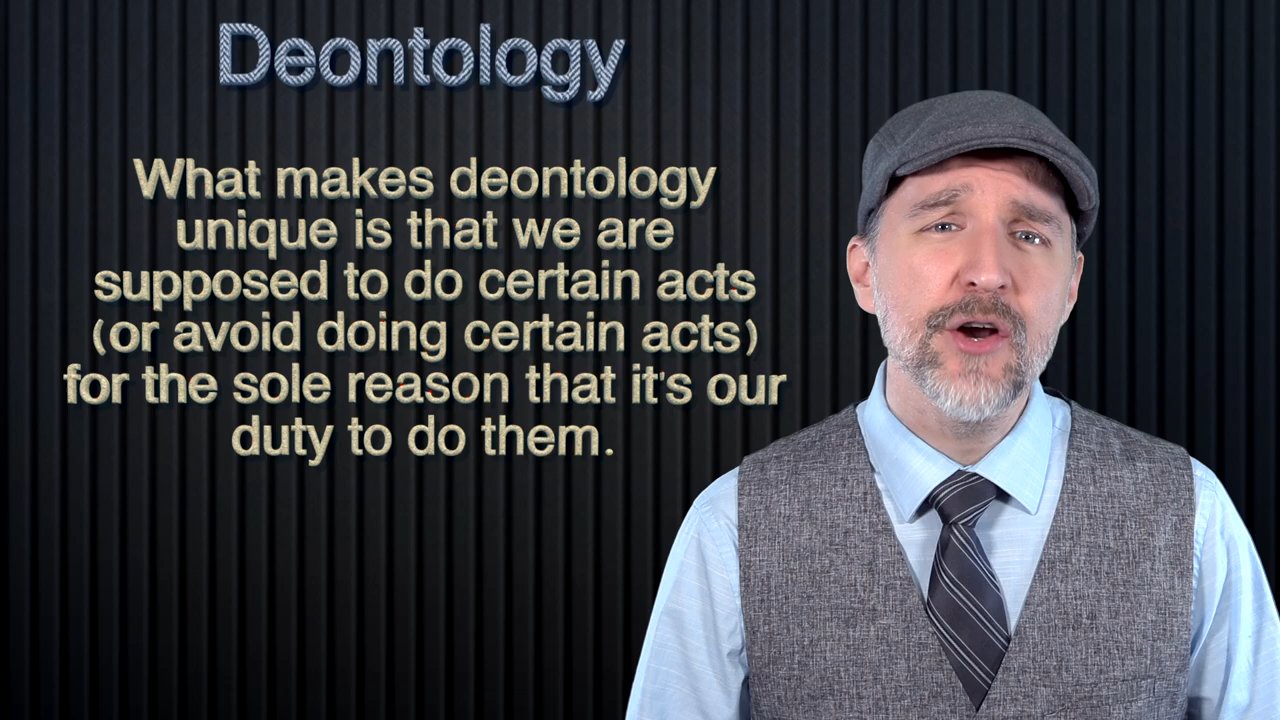 Deontology
What makes deontology
unique is that we are
supposed to do certain acts
(or avoid doing certain acts)
for the sole reason that it's our
duty to do them.